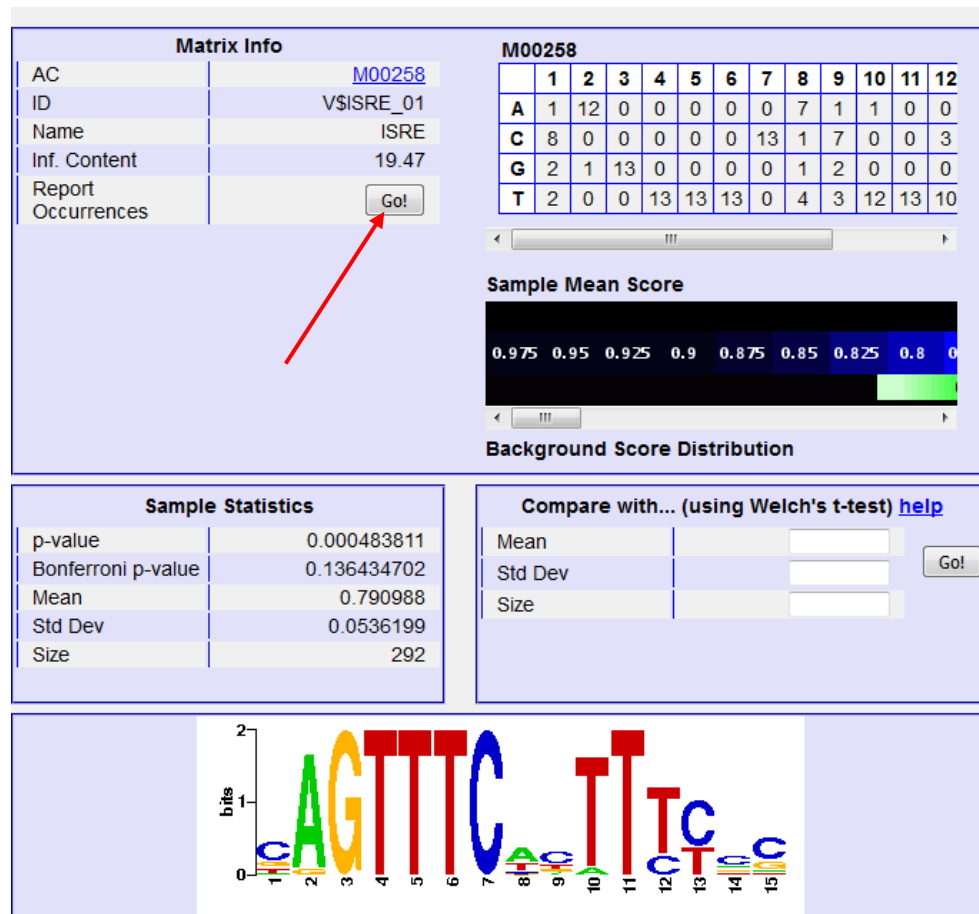 Matrix Info
AC M00258
ID V$ISRE_01
Name ISRE
Inf. Content 19.47
Report
Occurrences Go!
M00258
1 2 3 4 5 6 7 8 9 10 11 12
A 1 12 0 0 0 0 0 7 1 1 0 0
C 8 0 0 0 0 0 13 1 7 0 0 3
G 2 1 13 0 0 0 0 1 2 0 0 0
T 2 0 0 13 13 13 0 4 3 12 13 10
Sample Mean Score
0.975 0.95 0.925 0.9 0.875 0.85 0.825 0.8
Background Score Distribution
Sample Statistics
p-value 0.000483811
Bonferroni p-value 0.136434702
Mean 0.790988
Std Dev 0.0536199
Size 292
Compare with... (using Welch's t-test) help
Mean
Std Dev
Size
Go!
2
bits
1
0
AGTTTC TTTC
1 2 3 4 5 6 7 8 9 10 11 12 13 14 15